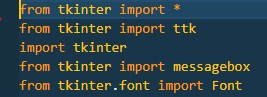 from tkinter import *
from tkinter import ttk
import tkinter
from tkinter import messagebox
from tkinter.font import Font